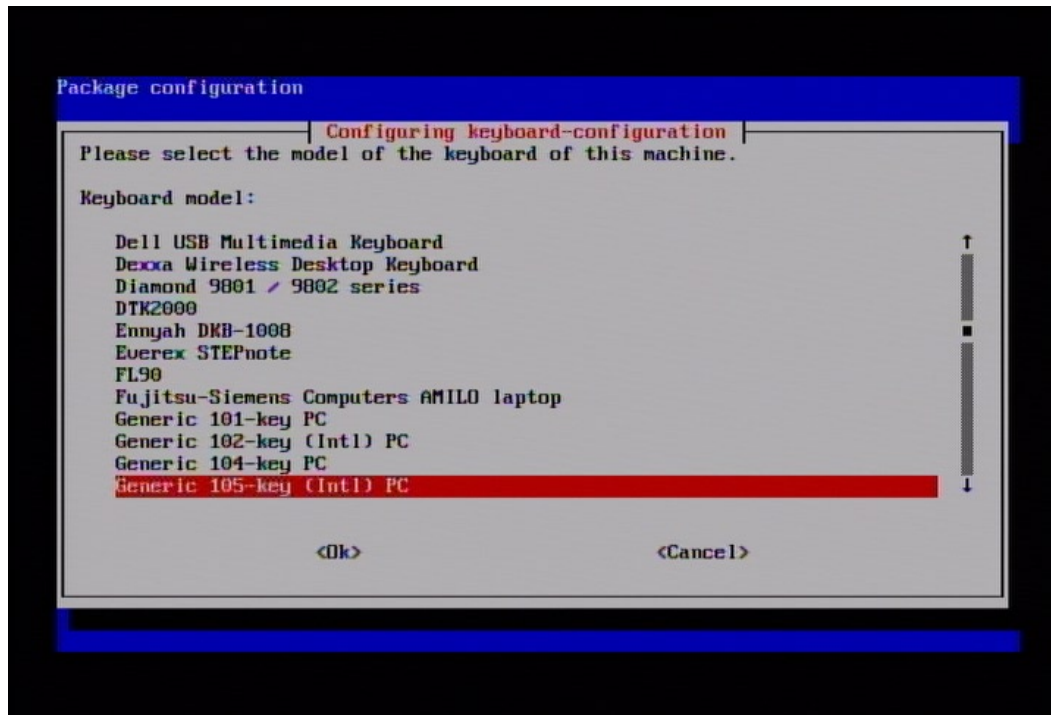 Package configuration
Configuring keyboard-configuration
Please select the model of the keyboard of this machine.
Keyboard model:
Dell USB Multimedia Keyboard
Dexxa Wireless Desktop Keyboard
Diamond 9801 / 9802 series
DTK2000
Ennyah DKB-1008
Everex STEPnote
FL90
Fujitsu-Siemens Computers AMILO laptop
Generic 101-key PC
Generic 102-key (Intl) PC
Generic 104-key PC
Generic 105-key (Intl) PC
<Ok> <Cancel>